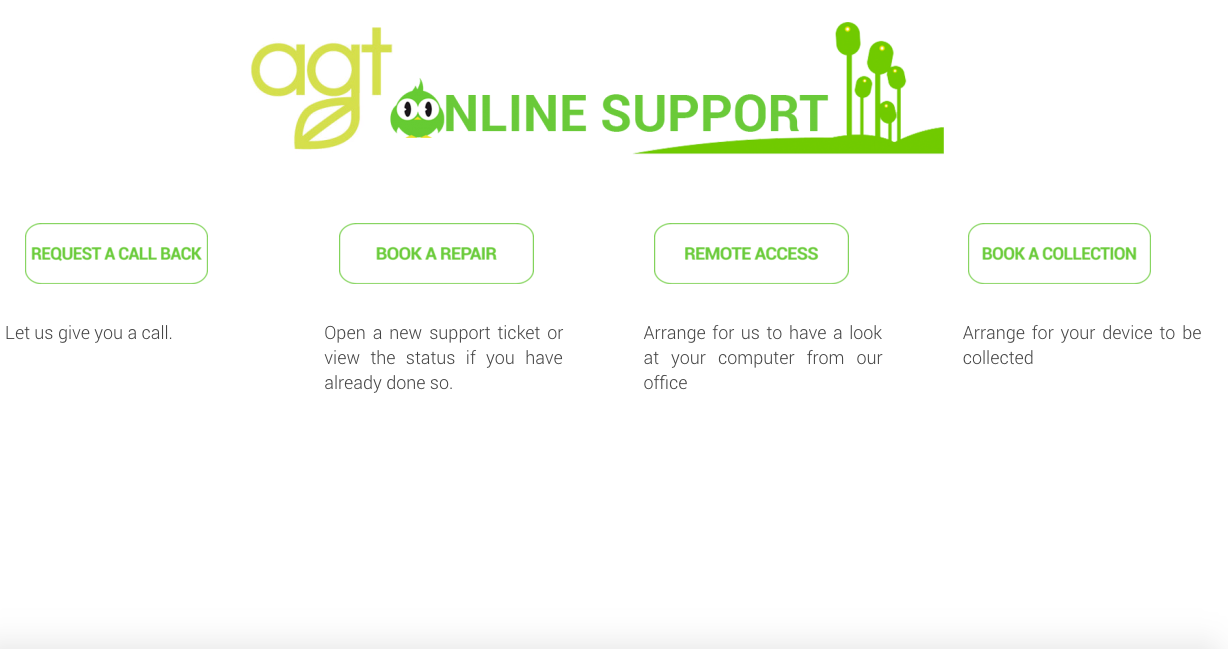 agt
ONLINE SUPPORT
REQUEST A CALL BACK
BOOK A REPAIR
REMOTE ACCESS
BOOK A COLLECTION
Let us give you a call.
Open a new support ticket or
view the status if you have
already done so.
Arrange for us to have a look
at your computer from our
office
Arrange for your device to be
collected